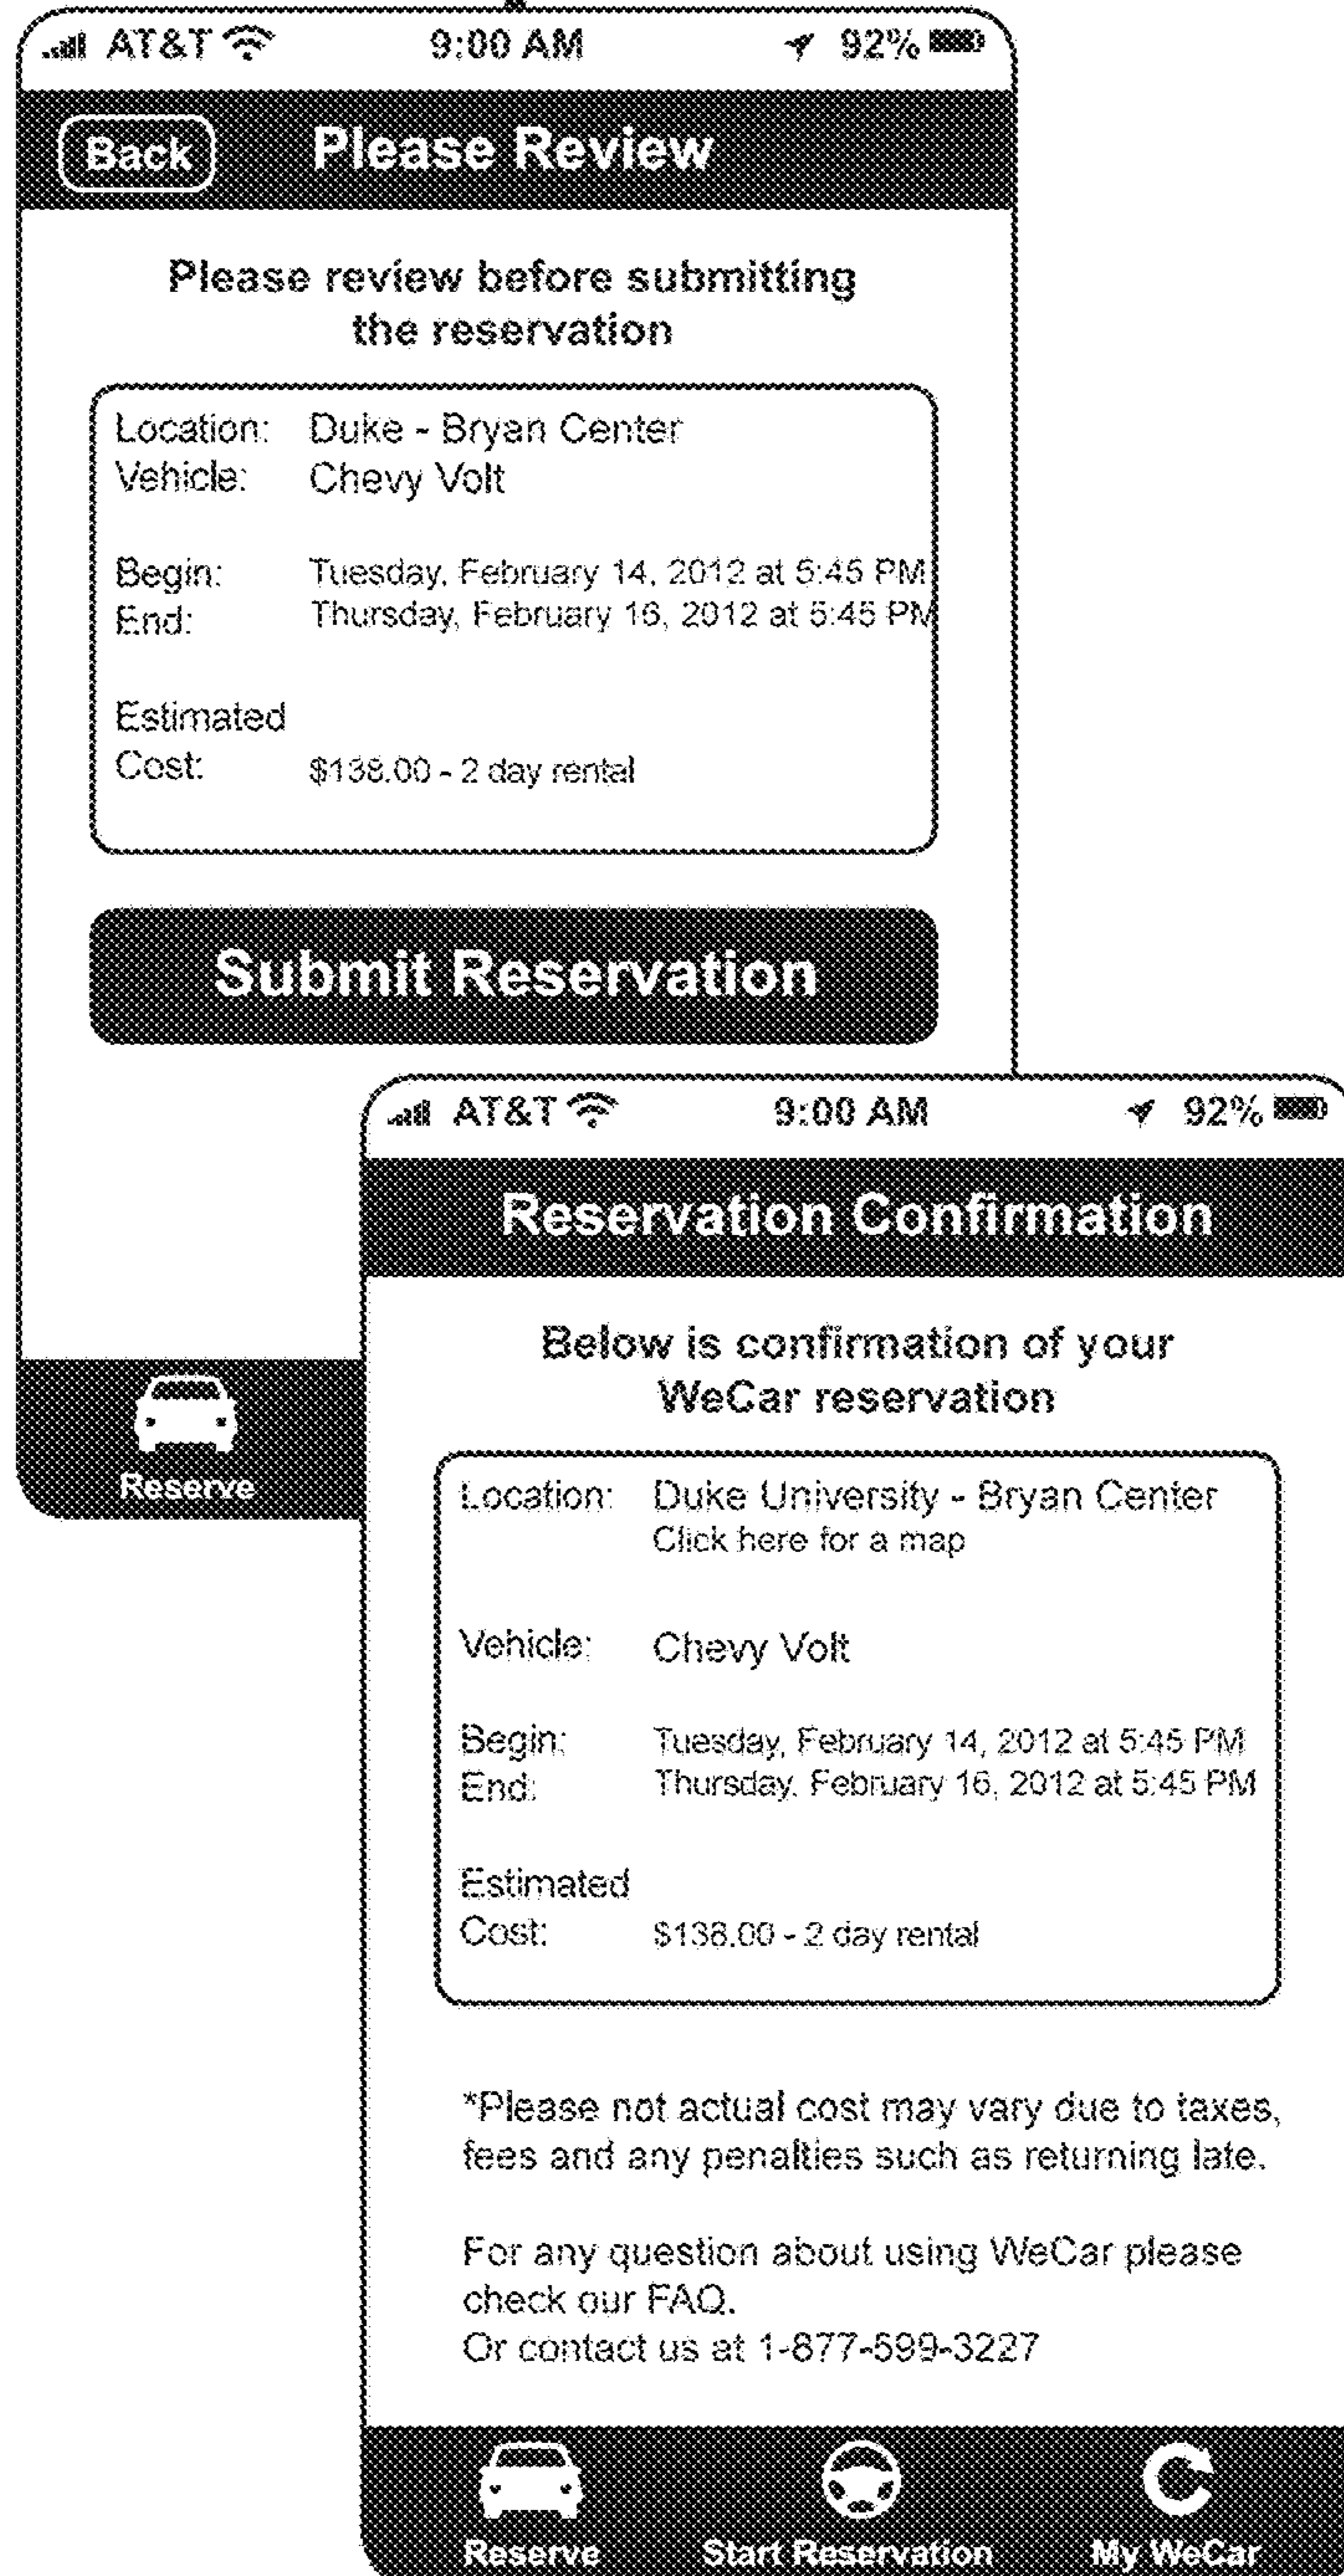 AT&T 9:00 AM 92%
Back Please Review
Please review before submitting
the reservation
Location: Duke - Bryan Center
Vehicle: Chevy Volt
Begin: Tuesday, February 14, 2012 at 5:45 PM
End: Thursday, February 16, 2012 at 5:45 PM
Estimated
Cost: $138.00 - 2 day rental
Submit Reservation
Reserve
AT&T 9:00 AM 92%
Reservation Confirmation
Below is confirmation of your
WeCar reservation
Location: Duke University - Bryan Center
Click here for a map
Vehicle: Chevy Volt
Begin: Tuesday, February 14, 2012 at 5:45 PM
End: Thursday, February 16, 2012 at 5:45 PM
Estimated
Cost: $138.00 - 2 day rental
*Please not actual cost may vary due to taxes,
fees and any penalties such as returning late.
For any question about using WeCar please
check our FAQ.
Or contact us at 1-877-599-3227
Reserve Start Reservation My WeCar